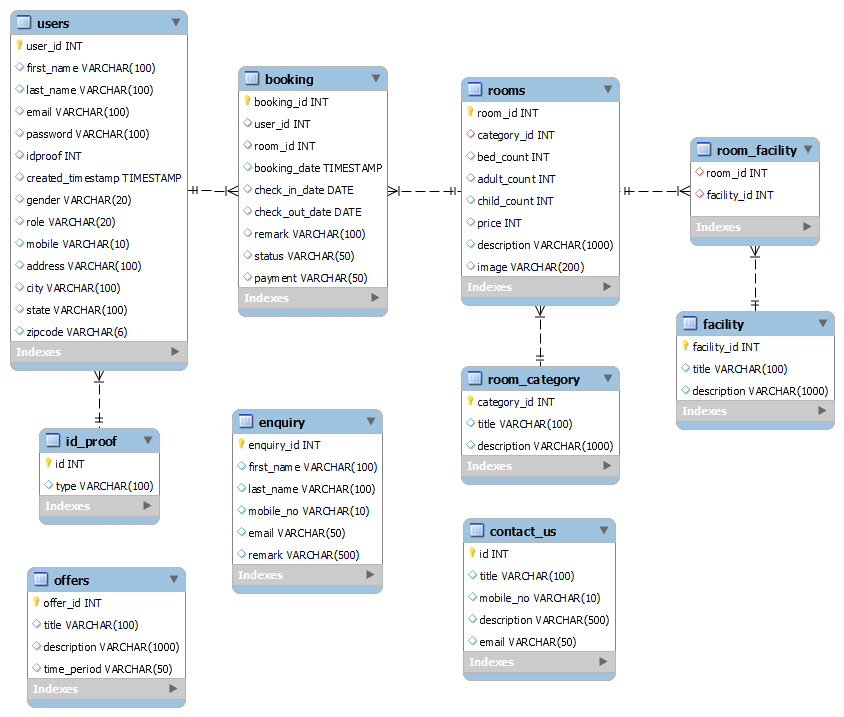 users
user_id INT
first_name VARCHAR(100)
last_name VARCHAR(100)
email VARCHAR(100)
password VARCHAR(100)
idproof INT
created_timestamp TIMESTAMP
gender VARCHAR(20)
role VARCHAR(20)
mobile VARCHAR(10)
address VARCHAR(100)
city VARCHAR(100)
state VARCHAR(100)
zipcode VARCHAR(6)
Indexes
booking
booking_id INT
user_id INT
room_id INT
booking_date TIMESTAMP
check_in_date DATE
check_out_date DATE
remark VARCHAR(100)
status VARCHAR(50)
payment VARCHAR(50)
Indexes
rooms
room_id INT
category_id INT
bed_count INT
adult_count INT
child_count INT
price INT
description VARCHAR(1000)
image VARCHAR(200)
Indexes
room_facility
room_id INT
facility_id INT
Indexes
facility
facility_id INT
title VARCHAR(100)
description VARCHAR(1000)
Indexes
room_category
category_id INT
title VARCHAR(100)
description VARCHAR(1000)
Indexes
id_proof
id INT
type VARCHAR(100)
Indexes
enquiry
enquiry_id INT
first_name VARCHAR(100)
last_name VARCHAR(100)
mobile_no VARCHAR(10)
email VARCHAR(50)
remark VARCHAR(500)
Indexes
contact_us
id INT
title VARCHAR(100)
mobile_no VARCHAR(10)
description VARCHAR(500)
email VARCHAR(50)
Indexes
offers
offer_id INT
title VARCHAR(100)
description VARCHAR(1000)
time_period VARCHAR(50)
Indexes